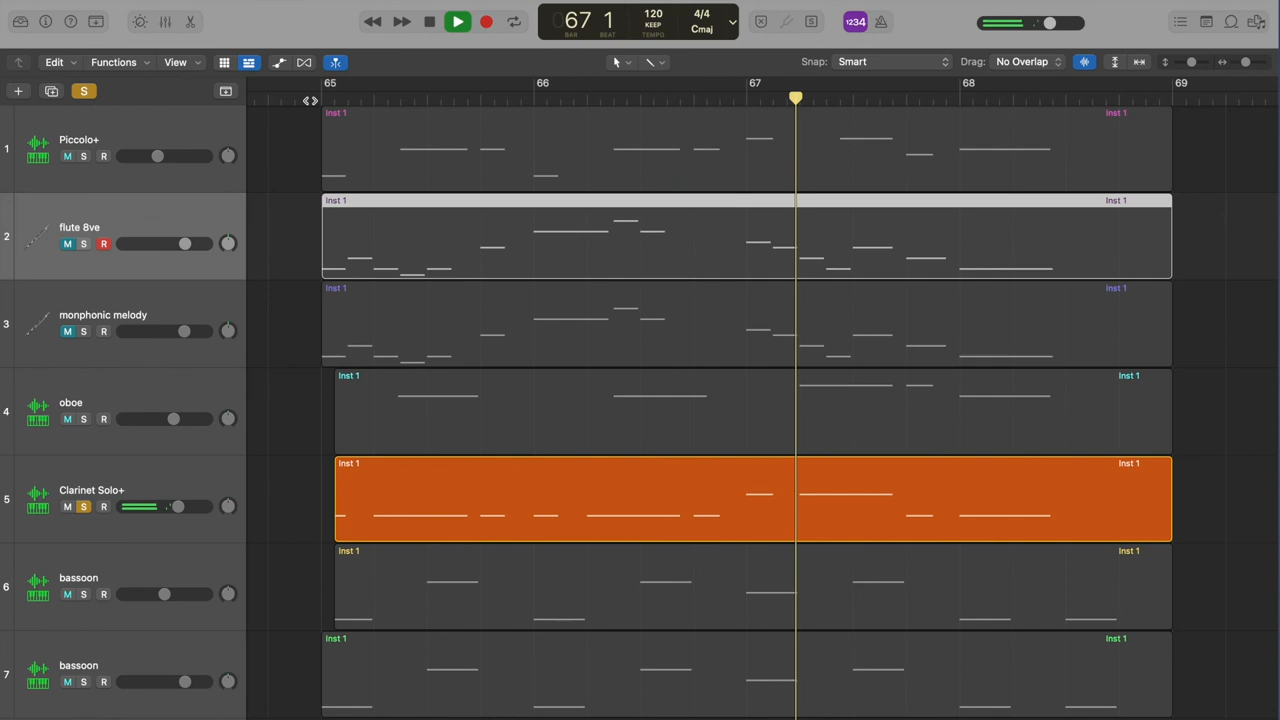 67 1
BAR BEAT
120
KEEP
TEMPO
4/4
Cmaj
1234
Edit Functions View
Snap: Smart
Drag: No Overlap
S
65 66 67 68 69
1 Piccolo+
M S R
Inst 1 Inst 1
2 flute 8ve
M S R
Inst 1 Inst 1
3 monphonic melody
M S
Inst 1 Inst 1
4 oboe
M S R
Inst 1 Inst 1
5 Clarinet Solo+
M S R
Inst 1 Inst 1
6 bassoon
M S R
Inst 1 Inst 1
7 bassoon
M S R
Inst 1 Inst 1